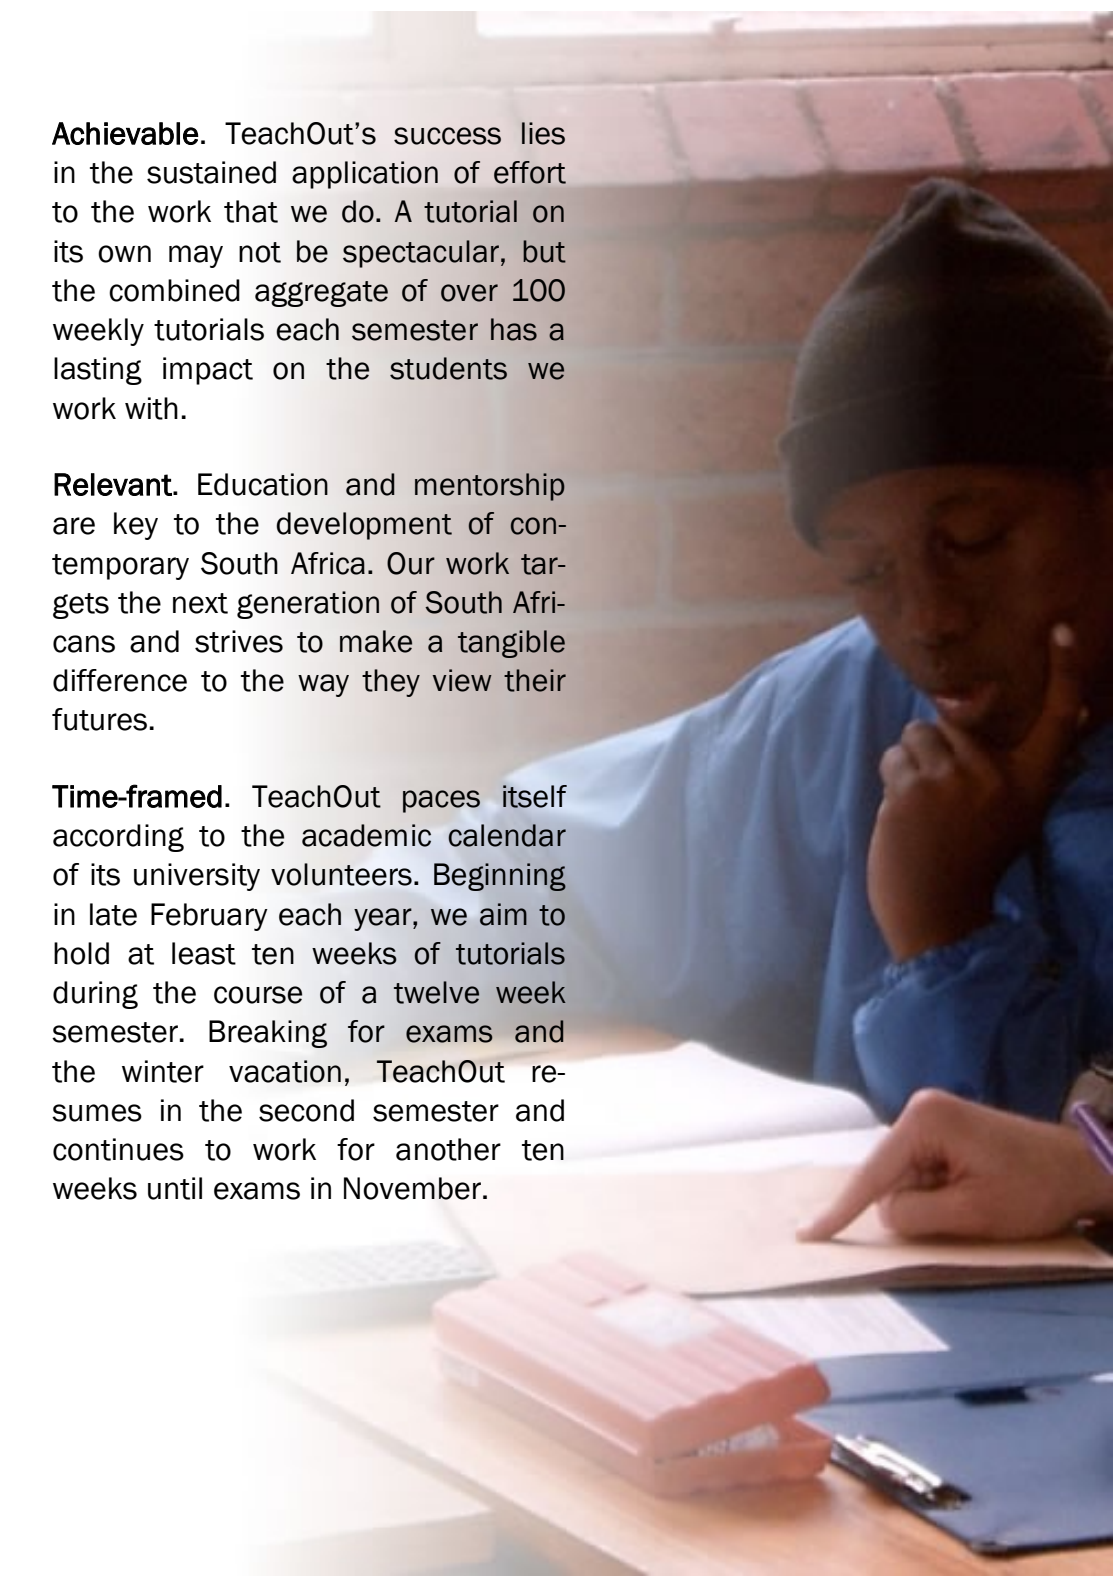 Achievable. TeachOut’s success lies
in the sustained application of effort
to the work that we do. A tutorial on
its own may not be spectacular, but
the combined aggregate of over 100
weekly tutorials each semester has a
lasting impact on the students we
work with.
Relevant. Education and mentorship
are key to the development of con-
temporary South Africa. Our work tar-
gets the next generation of South Afri-
cans and strives to make a tangible
difference to the way they view their
futures.
Time-framed. TeachOut paces itself
according to the academic calendar
of its university volunteers. Beginning
in late February each year, we aim to
hold at least ten weeks of tutorials
during the course of a twelve week
semester. Breaking for exams and
the winter vacation, TeachOut re-
sumes in the second semester and
continues to work for another ten
weeks until exams in November.